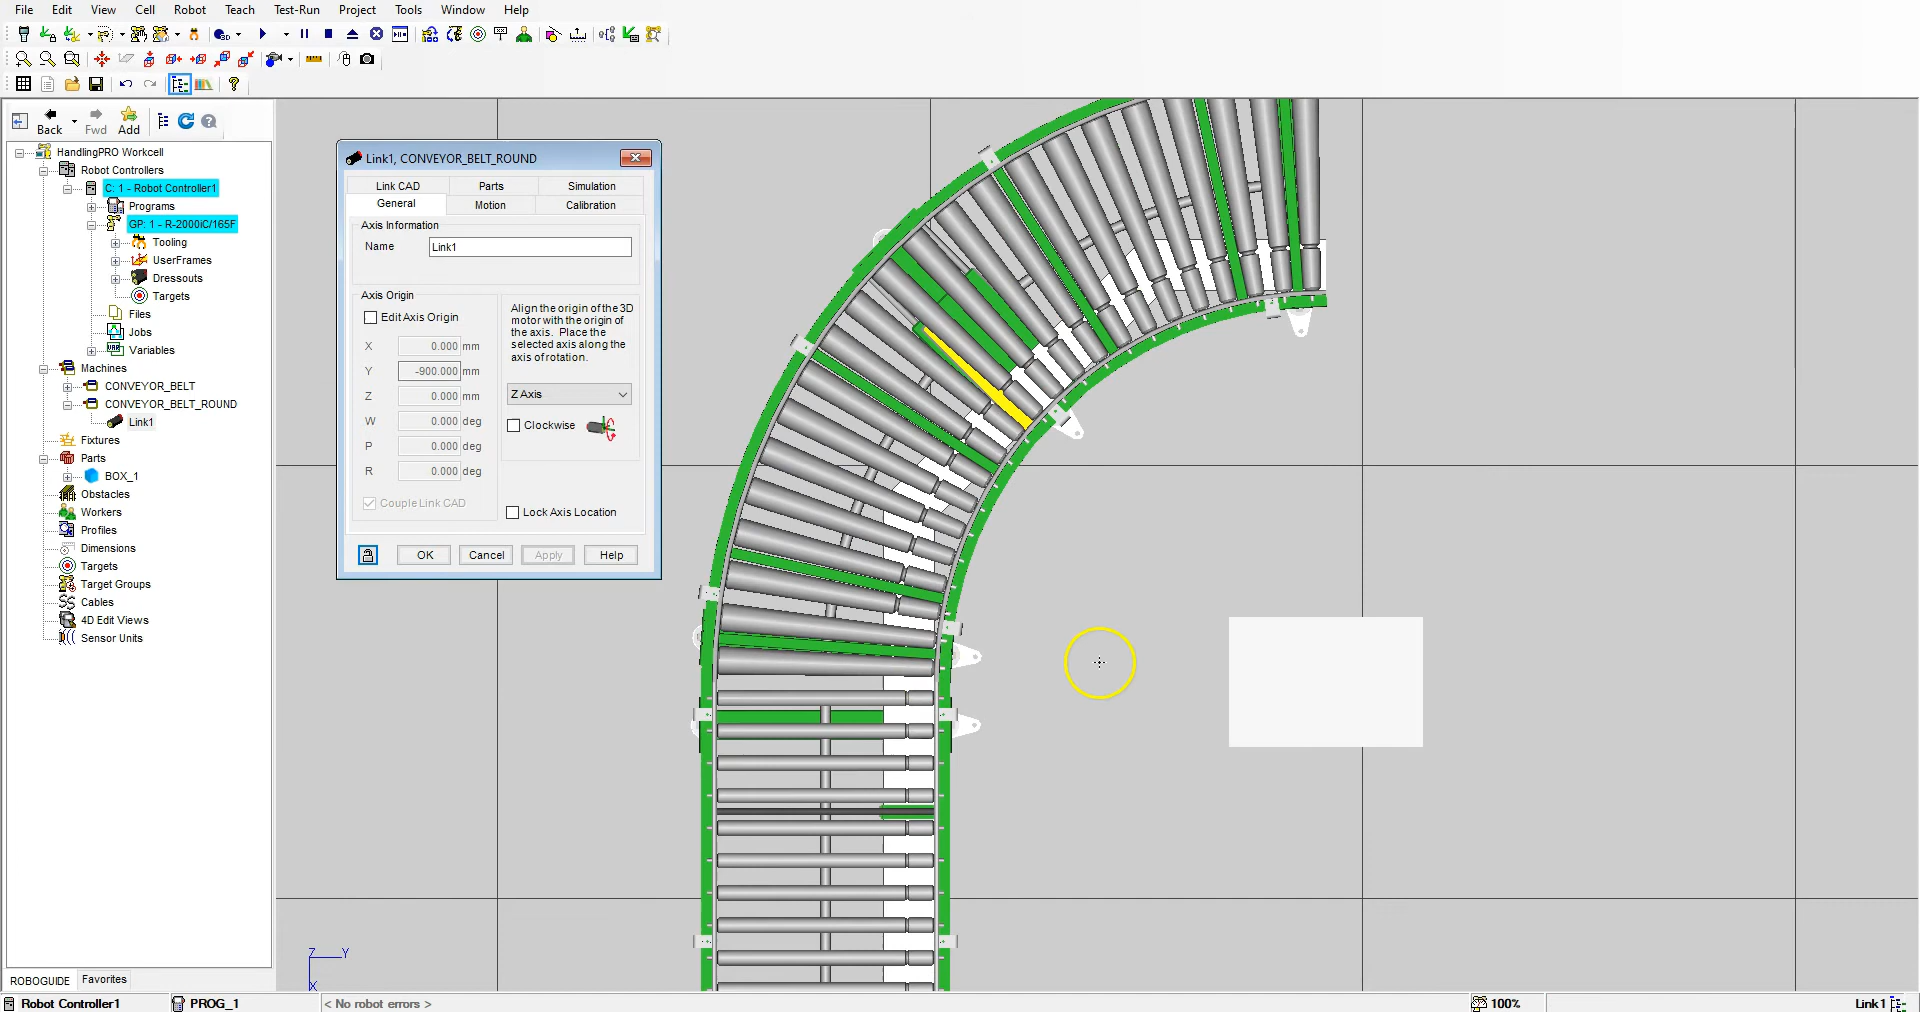 File Edit View Cell Robot Teach Test-Run Project Tools Window Help
Back Fwd Add
HandlingPRO Workcell
Robot Controllers
C: 1 - Robot Controller1
Programs
GP: 1 - R-2000iC/165F
Tooling
UserFrames
Dressouts
Targets
Files
Jobs
Variables
Machines
CONVEYOR_BELT
CONVEYOR_BELT_ROUND
Link1
Fixtures
Parts
BOX_1
Obstacles
Workers
Profiles
Dimensions
Targets
Target Groups
Cables
4D Edit Views
Sensor Units
ROBOGUIDE Favorites
Link1, CONVEYOR_BELT_ROUND
Link CAD Parts Simulation
General Motion Calibration
Axis Information
Name Link1
Axis Origin
Edit Axis Origin
X 0.000 mm
Y -900.000 mm
Z 0.000 mm
W 0.000 deg
P 0.000 deg
R 0.000 deg
Couple Link CAD
Align the origin of the 3D
motor with the origin of
the axis. Place the
selected axis along the
axis of rotation.
Z Axis
Clockwise
Lock Axis Location
OK Cancel Apply Help
Z Y
X
Robot Controller1 PROG_1 < No robot errors > 100% Link1